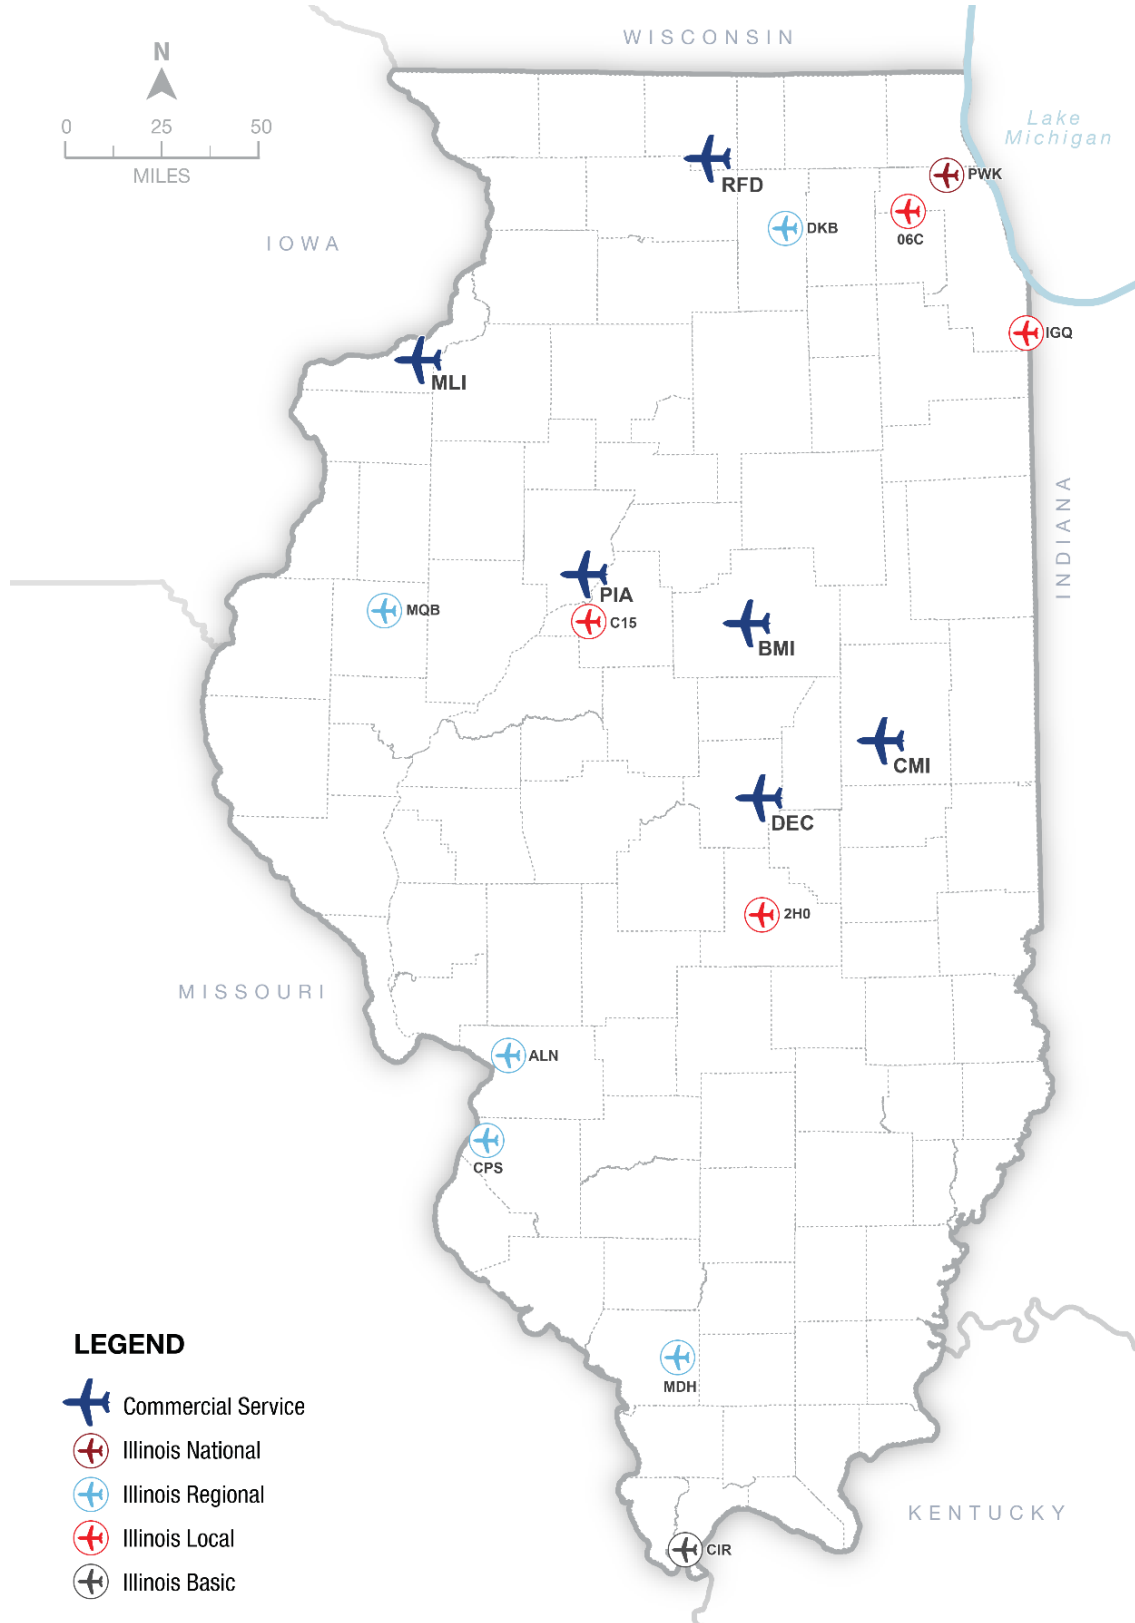 WISCONSIN
N
0 25 50
MILES
Lake
Michigan
RFD
PWK
DKB
06C
IOWA
IGQ
MLI
INDIANA
PIA
MQB
C15
BMI
CMI
DEC
2H0
MISSOURI
ALN
CPS
LEGEND
MDH
Commercial Service
Illinois National
Illinois Regional
KENTUCKY
Illinois Local
CIR
Illinois Basic